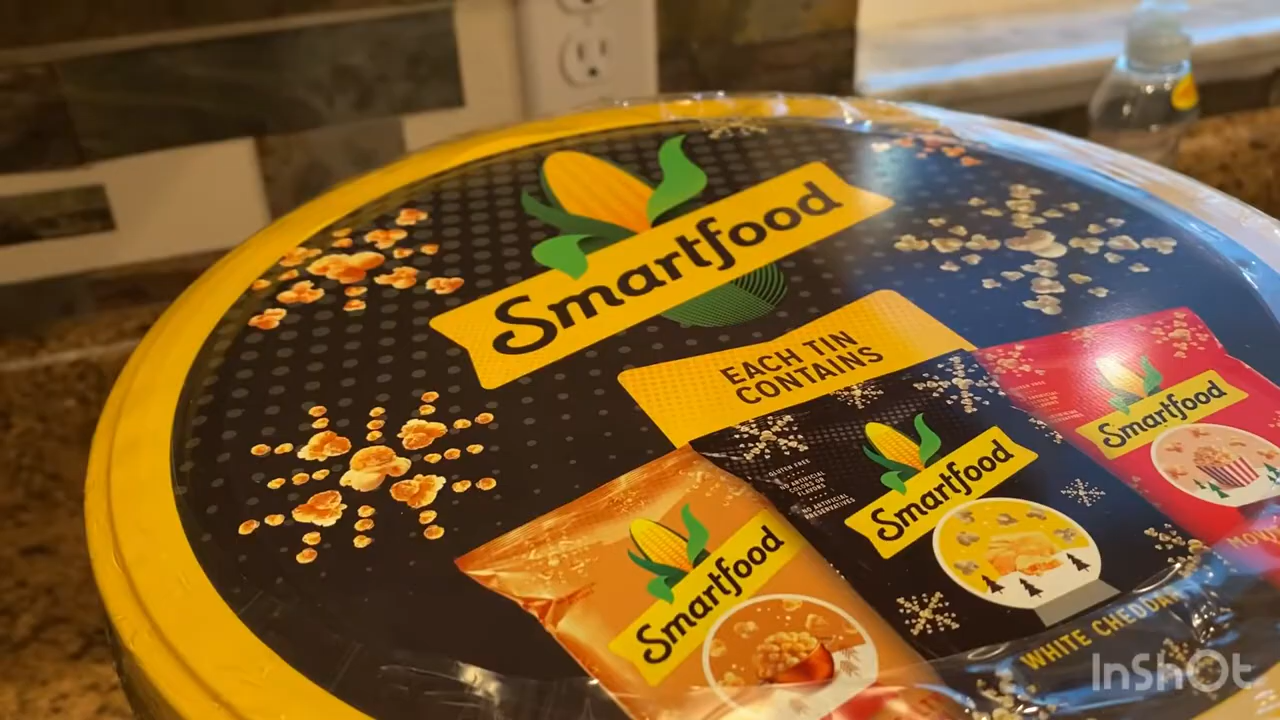 Smartfood
EACH TIN
CONTAINS
Smartfood
GLUTEN FREE
NO ARTIFICIAL
COLORS OR
FLAVORS
NO ARTIFICIAL
PRESERVATIVES
Smartfood
WHITE CHEDDAR
Smartfood
InShOt